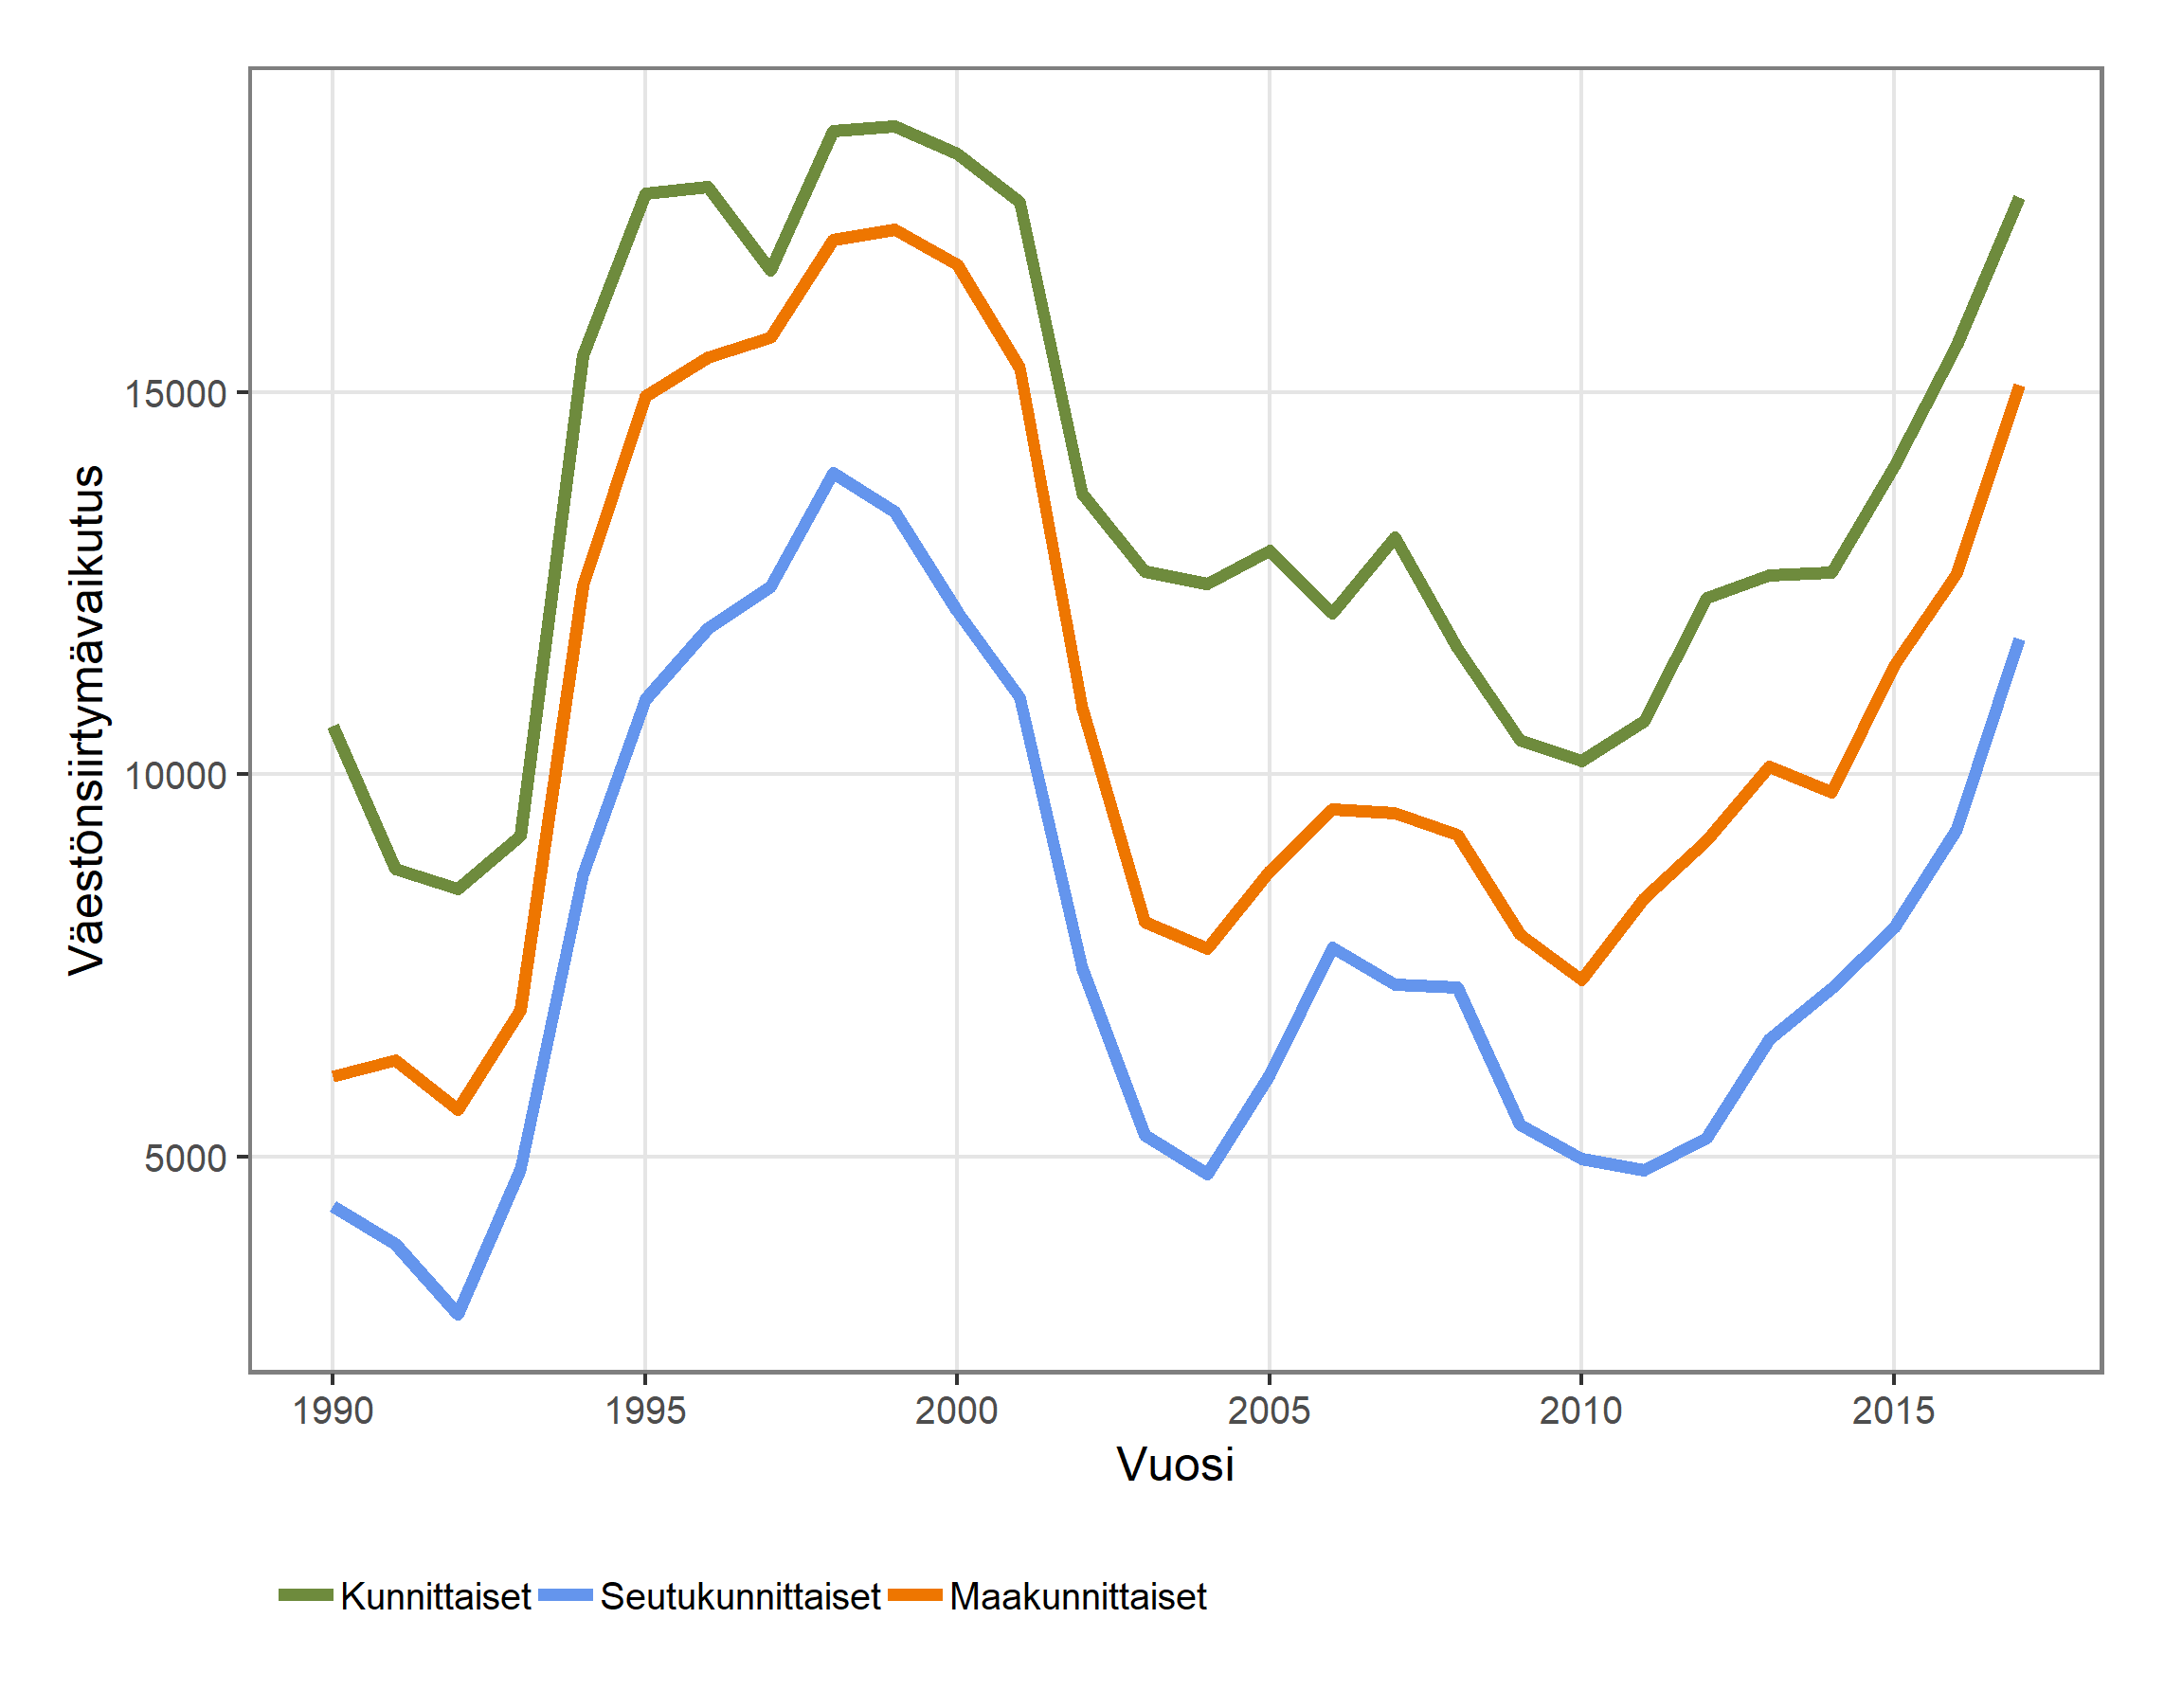 Väestönsiirtymävaikutus
15000
10000
5000
1990 1995 2000 2005 2010 2015
Vuosi
Kunnittaiset Seutukunnittaiset Maakunnittaiset